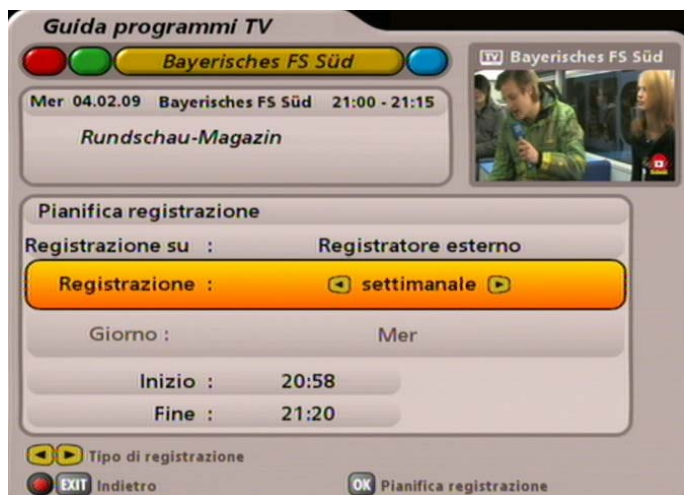 Guida programmi TV
Bayerisches FS Süd
TV Bayerisches FS Süd
Mer 04.02.09 Bayerisches FS Süd 21:00 - 21:15
Rundschau-Magazin
Pianifica registrazione
Registrazione su : Registratore esterno
Registrazione : settimanale
Giorno : Mer
Inizio : 20:58
Fine : 21:20
Tipo di registrazione
EXIT Indietro
OK Pianifica registrazione